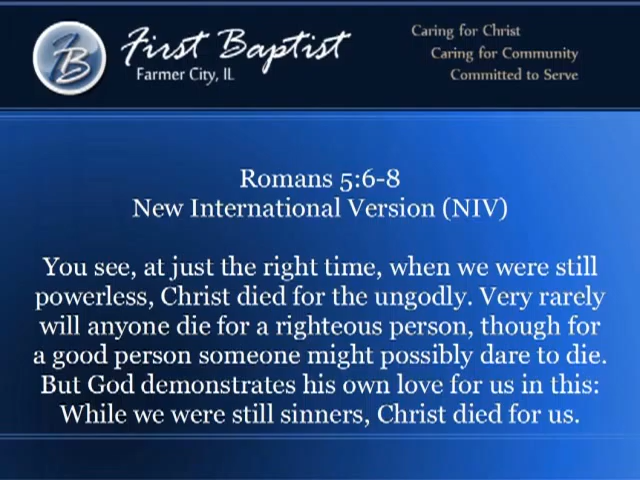 FB
First Baptist
Farmer City, IL
Caring for Christ
Caring for Community
Committed to Serve
Romans 5:6-8
New International Version (NIV)
You see, at just the right time, when we were still
powerless, Christ died for the ungodly. Very rarely
will anyone die for a righteous person, though for
a good person someone might possibly dare to die.
But God demonstrates his own love for us in this:
While we were still sinners, Christ died for us.